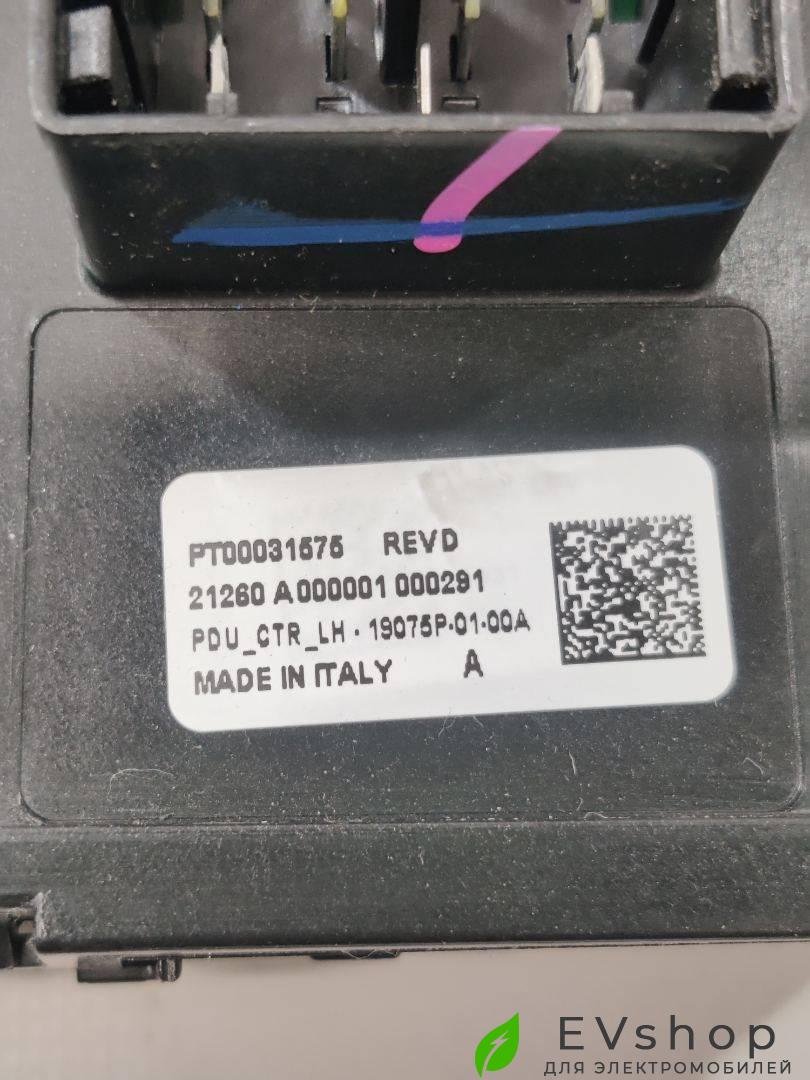 PT00031575 REVD
21260 A000001 000291
PDU_CTR_LH - 19075P-01-00A
MADE IN ITALY A
EVshop
ДЛЯ ЭЛЕКТРОМОБИЛЕЙ